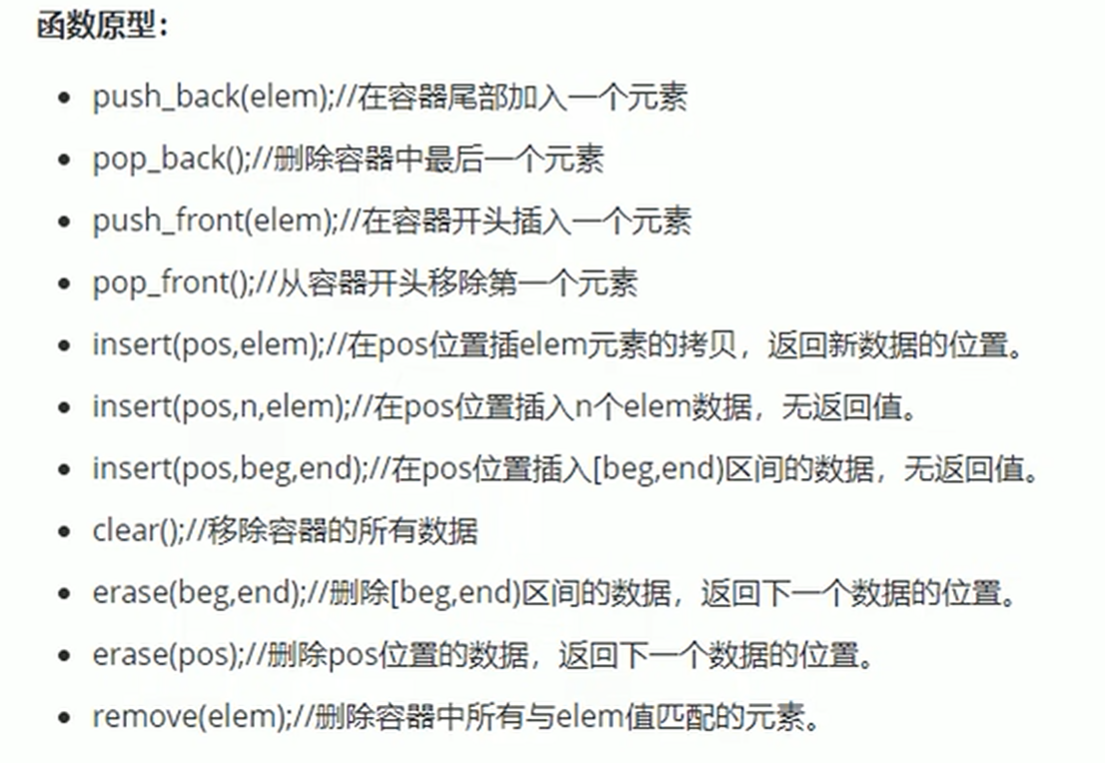 函数原型：
push_back(elem);//在容器尾部加入一个元素
pop_back();//删除容器中最后一个元素
push_front(elem);//在容器开头插入一个元素
pop_front();//从容器开头移除第一个元素
insert(pos,elem);//在pos位置插elem元素的拷贝，返回新数据的位置。
insert(pos,n,elem);//在pos位置插入n个elem数据，无返回值。
insert(pos,beg,end);//在pos位置插入[beg,end)区间的数据，无返回值。
clear();//移除容器的所有数据
erase(beg,end);//删除[beg,end)区间的数据，返回下一个数据的位置。
erase(pos);//删除pos位置的数据，返回下一个数据的位置。
remove(elem);//删除容器中所有与elem值匹配的元素。